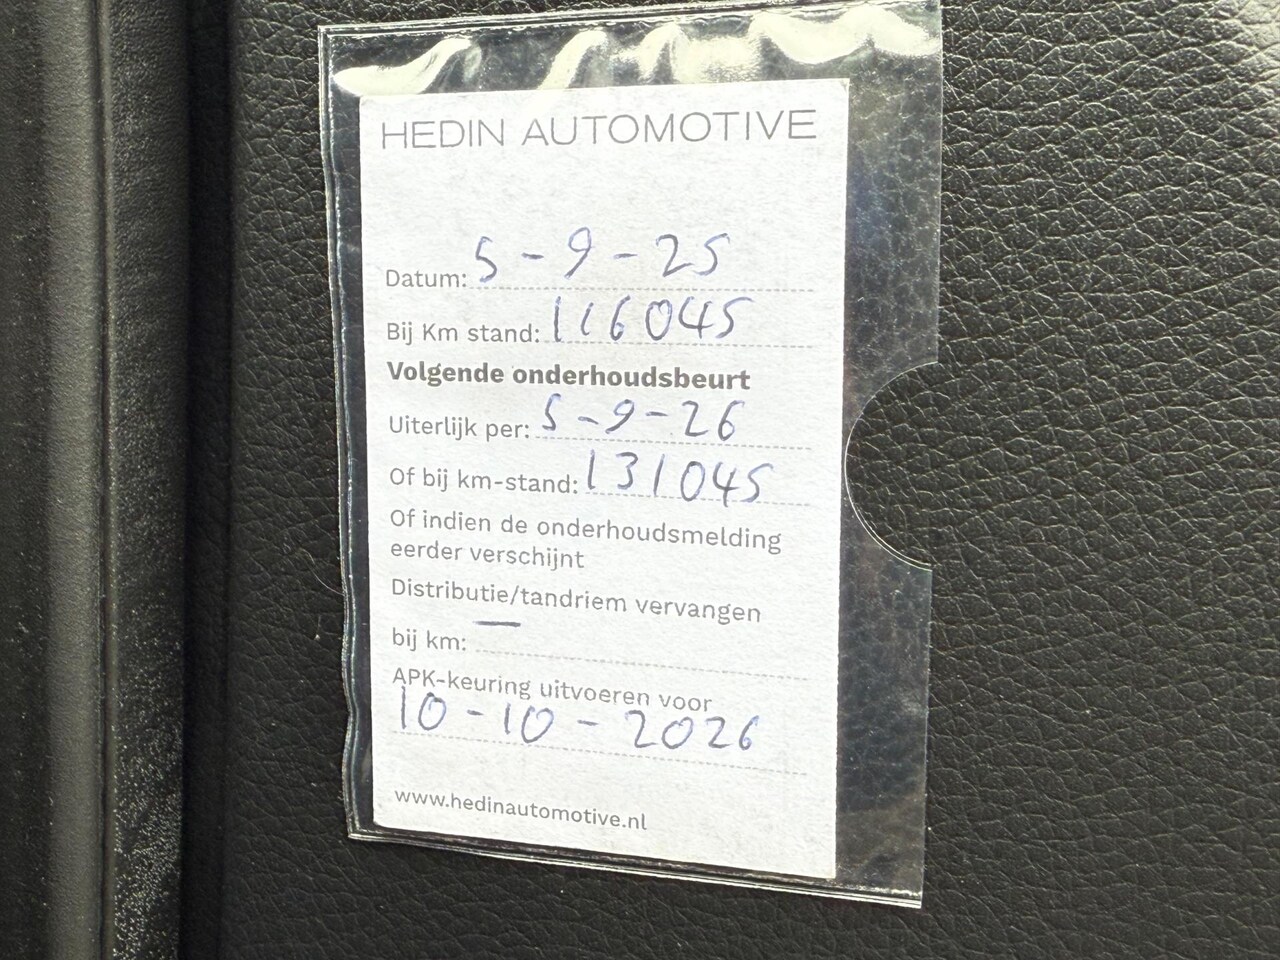 HEDIN AUTOMOTIVE
Datum: 5-9-25
Bij Km stand: 116045
Volgende onderhoudsbeurt
Uiterlijk per: 5-9-26
Of bij km-stand: 131045
Of indien de onderhoudsmelding
eerder verschijnt
Distributie/tandriem vervangen
bij km: —
APK-keuring uitvoeren voor
10-10-2026
www.hedinautomotive.nl